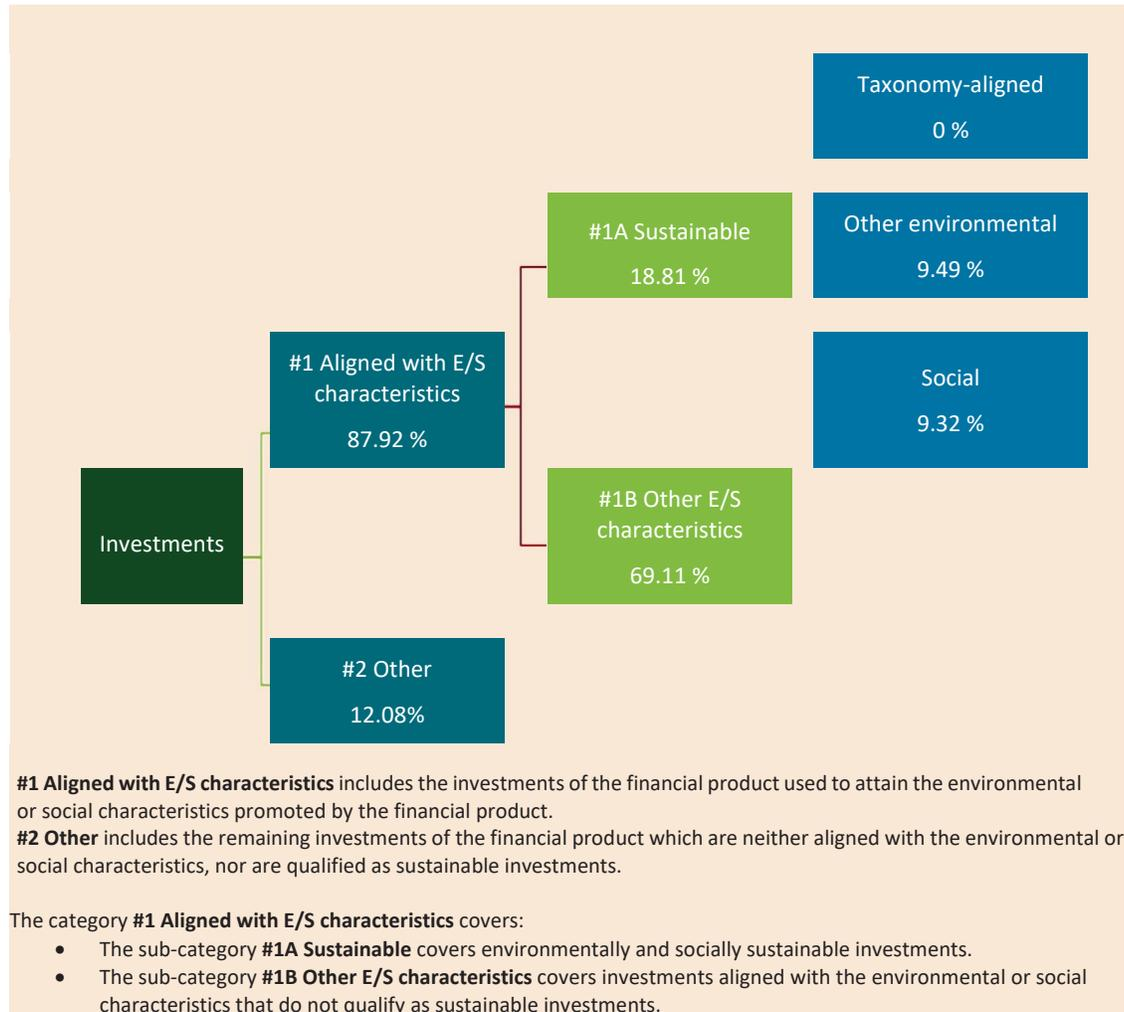 Taxonomy-aligned
0 %
#1A Sustainable
18.81 %
Other environmental
9.49 %
#1 Aligned with E/S
characteristics
87.92 %
Social
9.32 %
Investments
#1B Other E/S
characteristics
69.11 %
#2 Other
12.08%
#1 Aligned with E/S characteristics includes the investments of the financial product used to attain the environmental
or social characteristics promoted by the financial product.
#2 Other includes the remaining investments of the financial product which are neither aligned with the environmental or
social characteristics, nor are qualified as sustainable investments.
The category #1 Aligned with E/S characteristics covers:
• The sub-category #1A Sustainable covers environmentally and socially sustainable investments.
• The sub-category #1B Other E/S characteristics covers investments aligned with the environmental or social
characteristics that do not qualify as sustainable investments.